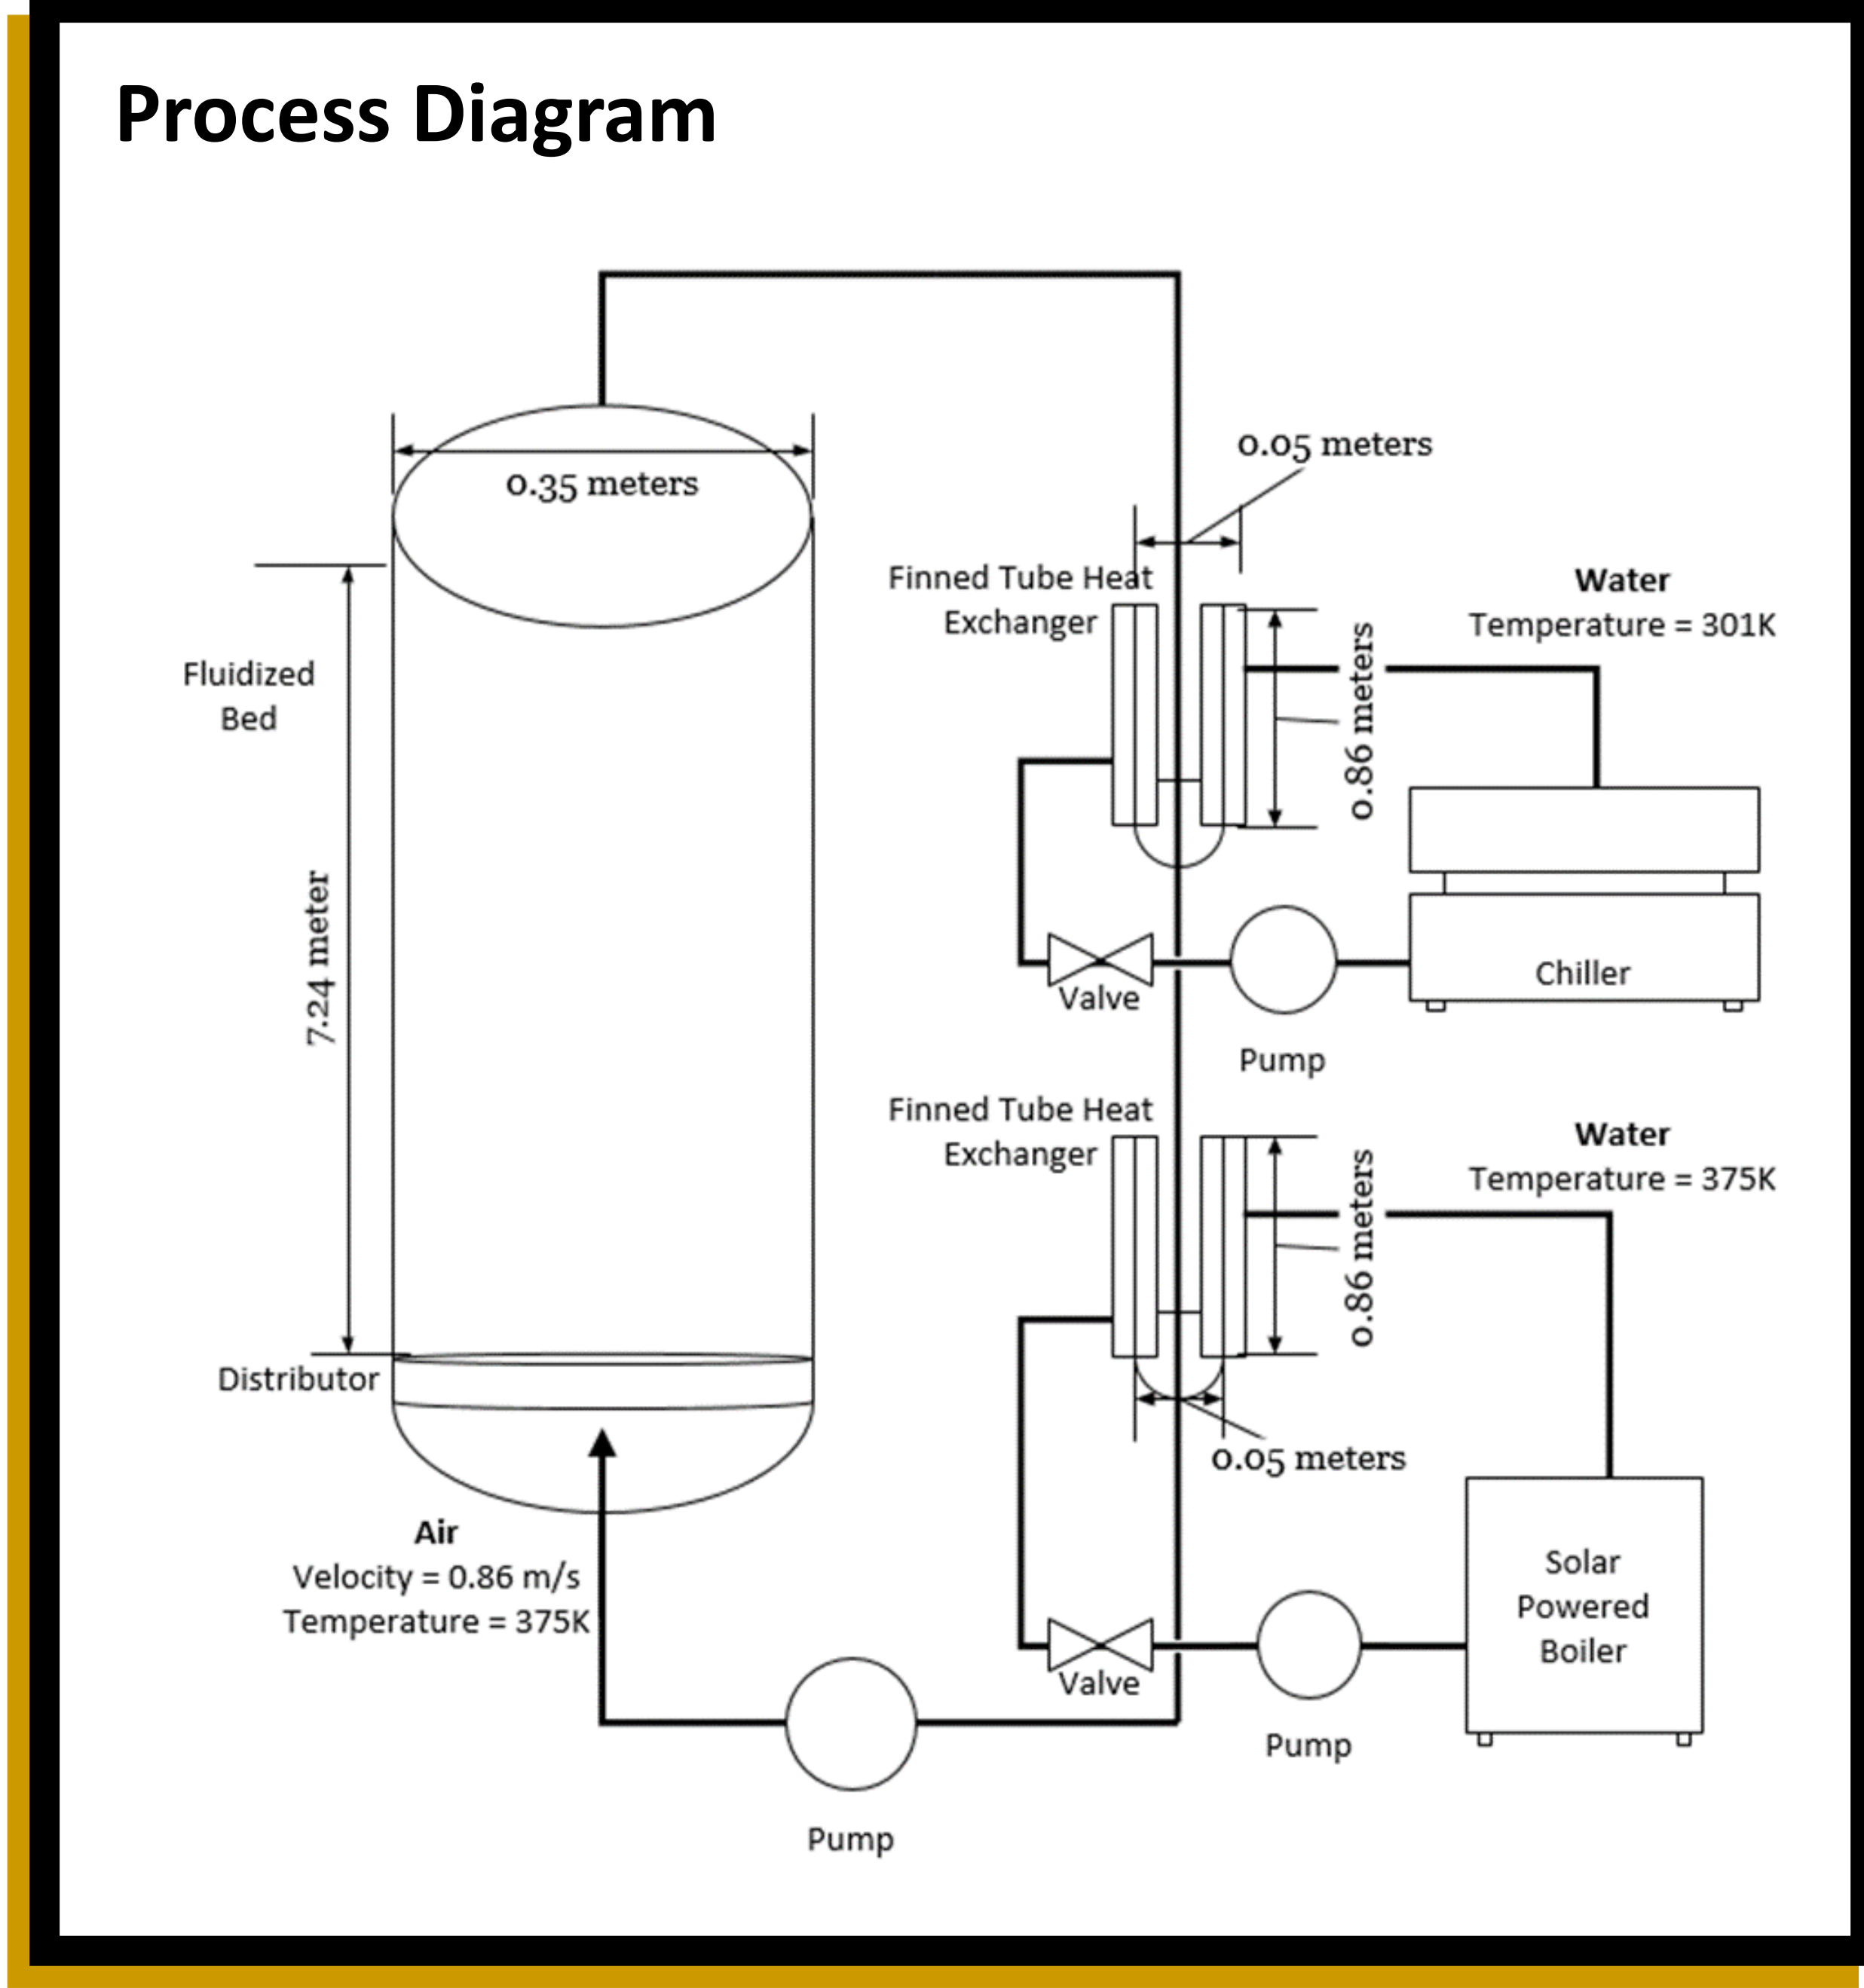 Process Diagram
0.35 meters
0.05 meters
Finned Tube Heat
Exchanger
Water
Temperature = 301K
0.86 meters
Fluidized
Bed
7.24 meter
Chiller
Valve
Pump
Finned Tube Heat
Exchanger
Water
Temperature = 375K
0.86 meters
Distributor
0.05 meters
Air
Velocity = 0.86 m/s
Temperature = 375K
Solar
Powered
Boiler
Valve
Pump
Pump